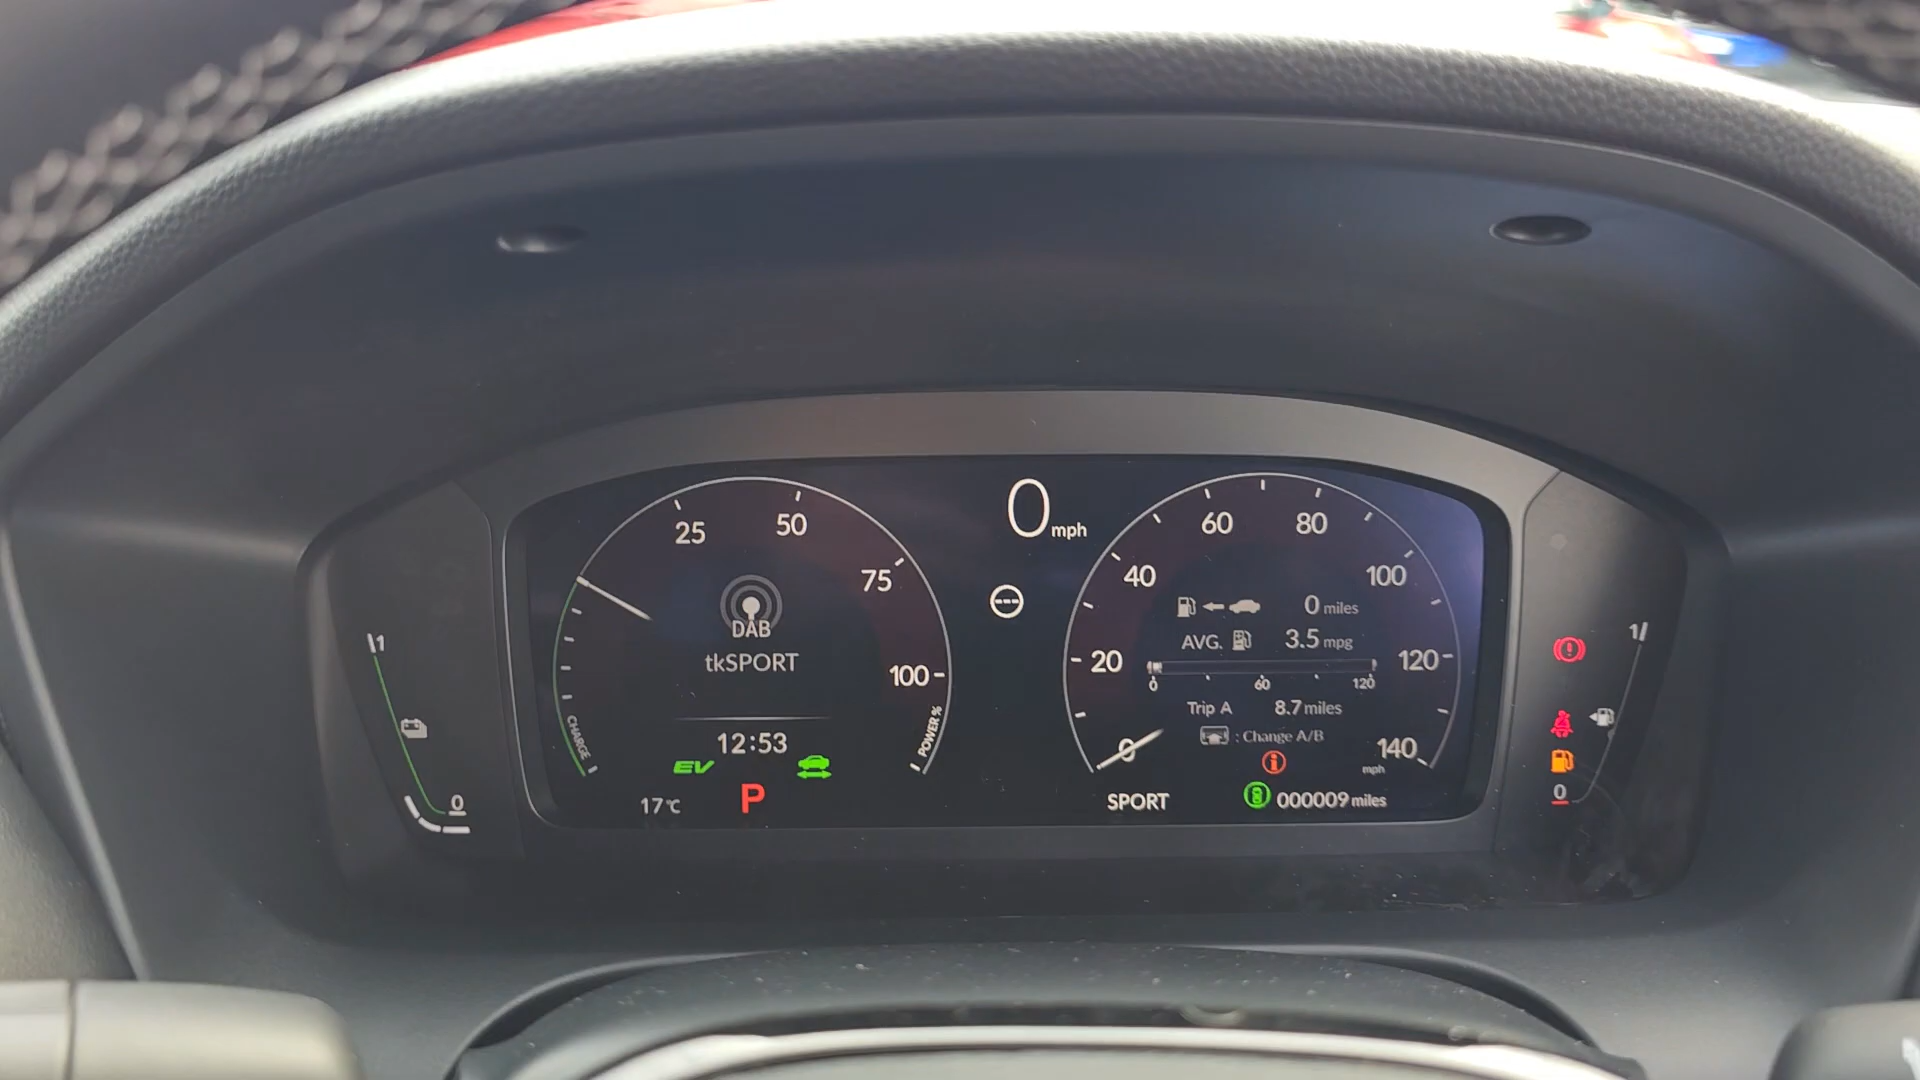 0 mph
25
50
75
100
CHARGE
POWER %
DAB
tkSPORT
12:53
EV
17°C
P
1
0
0
20
40
60
80
100
120
140
mph
0 miles
AVG. 3.5 mpg
0 60 120
Trip A 8.7 miles
: Change A/B
SPORT
000009 miles
1
0